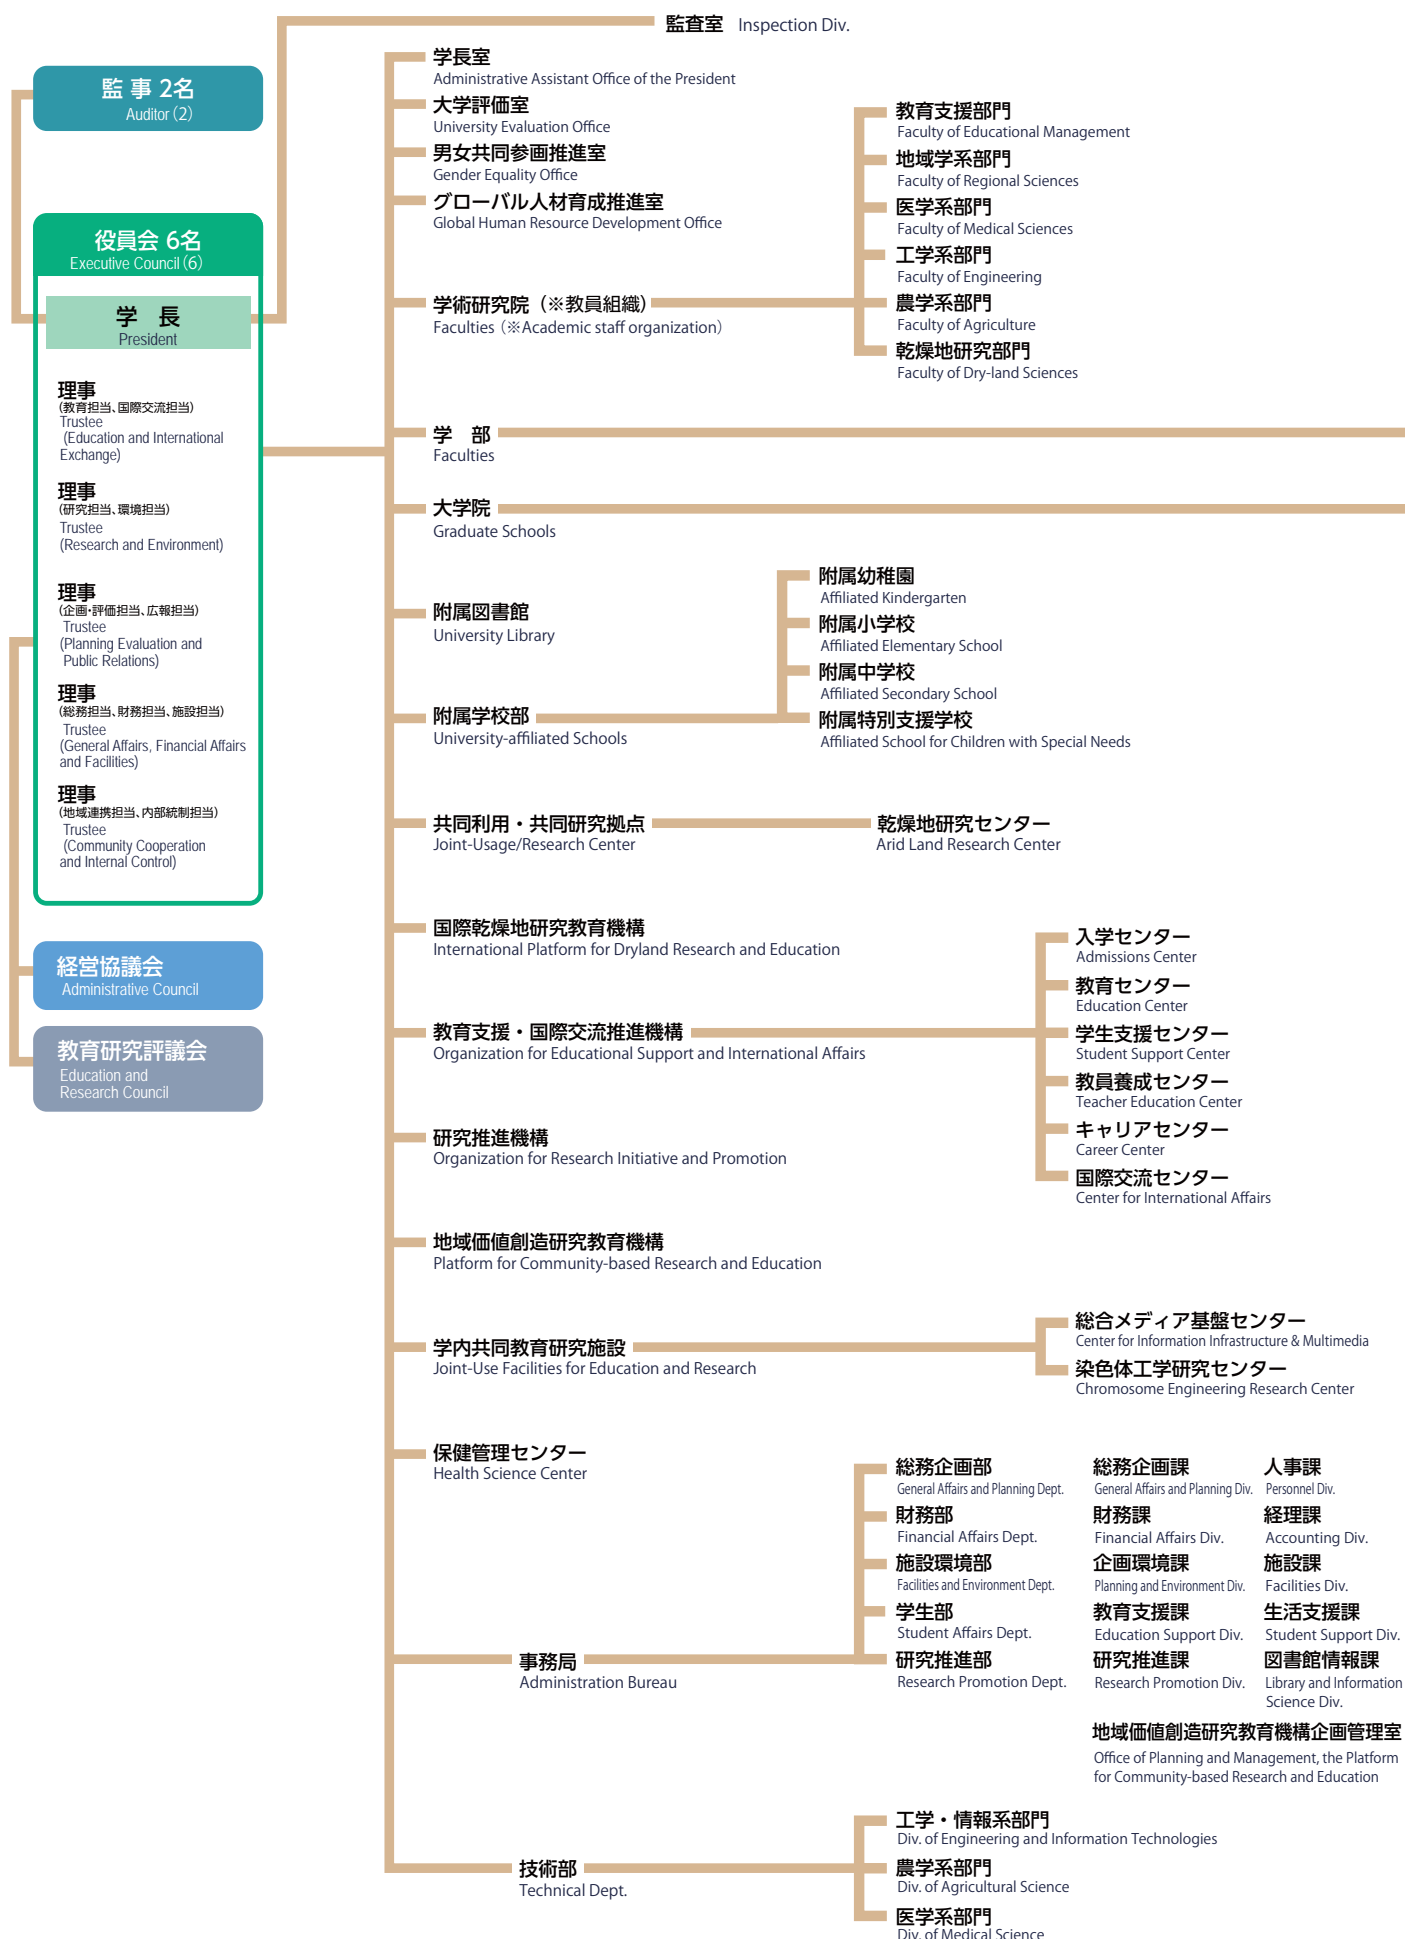 監査室 Inspection Div.
監 事 2名
Auditor（2）
役員会 6名
Executive Council（6）
学 長
President
理事
（教育担当、国際交流担当）
Trustee
(Education and International
Exchange)
理事
（研究担当、環境担当）
Trustee
(Research and Environment)
理事
（企画・評価担当、広報担当）
Trustee
(Planning Evaluation and
Public Relations)
理事
（総務担当、財務担当、施設担当）
Trustee
(General Affairs, Financial Affairs
and Facilities)
理事
（地域連携担当、内部統制担当）
Trustee
(Community Cooperation
and Internal Control)
経営協議会
Administrative Council
教育研究評議会
Education and
Research Council
学長室
Administrative Assistant Office of the President
大学評価室
University Evaluation Office
男女共同参画推進室
Gender Equality Office
グローバル人材育成推進室
Global Human Resource Development Office
学術研究院（※教員組織）
Faculties（※Academic staff organization）
教育支援部門
Faculty of Educational Management
地域学系部門
Faculty of Regional Sciences
医学系部門
Faculty of Medical Sciences
工学系部門
Faculty of Engineering
農学系部門
Faculty of Agriculture
乾燥地研究部門
Faculty of Dry-land Sciences
学 部
Faculties
大学院
Graduate Schools
附属図書館
University Library
附属学校部
University-affiliated Schools
附属幼稚園
Affiliated Kindergarten
附属小学校
Affiliated Elementary School
附属中学校
Affiliated Secondary School
附属特別支援学校
Affiliated School for Children with Special Needs
共同利用・共同研究拠点
Joint-Usage/Research Center
乾燥地研究センター
Arid Land Research Center
国際乾燥地研究教育機構
International Platform for Dryland Research and Education
教育支援・国際交流推進機構
Organization for Educational Support and International Affairs
入学センター
Admissions Center
教育センター
Education Center
学生支援センター
Student Support Center
教員養成センター
Teacher Education Center
キャリアセンター
Career Center
国際交流センター
Center for International Affairs
研究推進機構
Organization for Research Initiative and Promotion
地域価値創造研究教育機構
Platform for Community-based Research and Education
学内共同教育研究施設
Joint-Use Facilities for Education and Research
総合メディア基盤センター
Center for Information Infrastructure & Multimedia
染色体工学研究センター
Chromosome Engineering Research Center
保健管理センター
Health Science Center
事務局
Administration Bureau
総務企画部 総務企画課 人事課
General Affairs and Planning Dept. General Affairs and Planning Div. Personnel Div.
財務部 財務課 経理課
Financial Affairs Dept. Financial Affairs Div. Accounting Div.
施設環境部 企画環境課 施設課
Facilities and Environment Dept. Planning and Environment Div. Facilities Div.
学生部 教育支援課 生活支援課
Student Affairs Dept. Education Support Div. Student Support Div.
研究推進部 研究推進課 図書館情報課
Research Promotion Dept. Research Promotion Div. Library and Information
Science Div.
地域価値創造研究教育機構企画管理室
Office of Planning and Management, the Platform
for Community-based Research and Education
技術部
Technical Dept.
工学・情報系部門
Div. of Engineering and Information Technologies
農学系部門
Div. of Agricultural Science
医学系部門
Div. of Medical Science